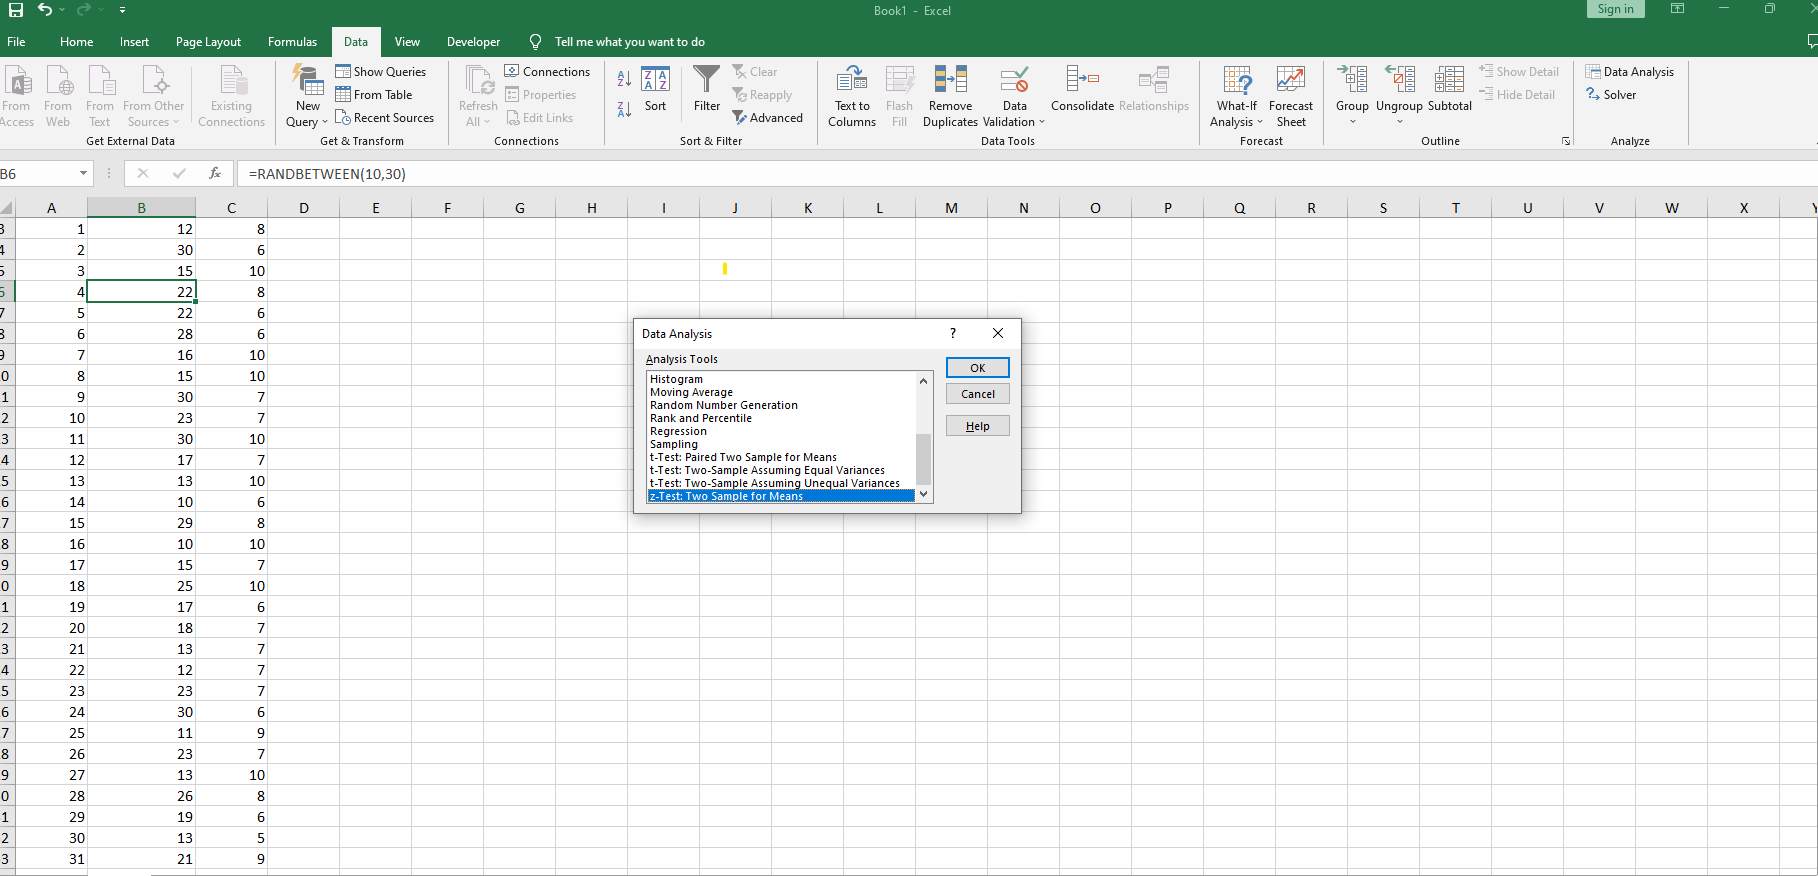 Book1 - Excel
Sign in
File Home Insert Page Layout Formulas Data View Developer Tell me what you want to do
From Access
From Web
From Text
From Other Sources
Existing Connections
Get External Data
New Query
Show Queries
From Table
Recent Sources
Get & Transform
Refresh All
Connections
Properties
Edit Links
Connections
Sort
Filter
Clear
Reapply
Advanced
Sort & Filter
Text to Columns
Flash Fill
Remove Duplicates
Data Validation
Consolidate
Relationships
Data Tools
What-If Analysis
Forecast Sheet
Forecast
Group
Ungroup
Subtotal
Show Detail
Hide Detail
Outline
Data Analysis
Solver
Analyze
B6 fx =RANDBETWEEN(10,30)
A B C D E F G H I J K L M N O P Q R S T U V W X Y
3 1 12 8
4 2 30 6
5 3 15 10
6 4 22 8
7 5 22 6
8 6 28 6
9 7 16 10
0 8 15 10
1 9 30 7
2 10 23 7
3 11 30 10
4 12 17 7
5 13 13 10
6 14 10 6
7 15 29 8
8 16 10 10
9 17 15 7
0 18 25 10
1 19 17 6
2 20 18 7
3 21 13 7
4 22 12 7
5 23 23 7
6 24 30 6
7 25 11 9
8 26 23 7
9 27 13 10
0 28 26 8
1 29 19 6
2 30 13 5
3 31 21 9
Data Analysis ?
Analysis Tools
Histogram
Moving Average
Random Number Generation
Rank and Percentile
Regression
Sampling
t-Test: Paired Two Sample for Means
t-Test: Two-Sample Assuming Equal Variances
t-Test: Two-Sample Assuming Unequal Variances
z-Test: Two Sample for Means
OK
Cancel
Help